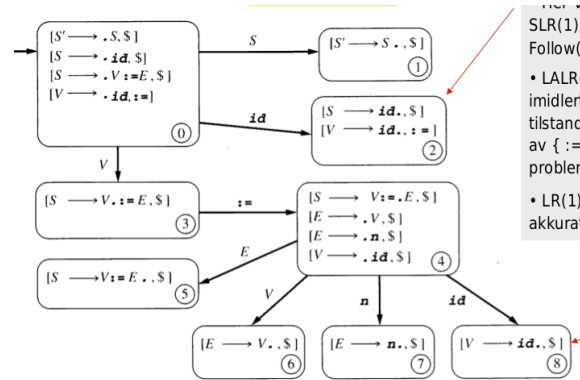 [S' → .S, $]
[S → .id, $]
[S → .V:=E, $]
[V → .id, :=]
0
S
[S' → S., $]
1
id
[S → id., $]
[V → id., :=]
2
V
[S → V.:=E, $]
3
:=
[S → V:=.E, $]
[E → .V, $]
[E → .n, $]
[V → .id, $]
4
E
[S → V:=E., $]
5
V
n
id
[E → V., $]
6
[E → n., $]
7
[V → id., $]
8
SLR(1)
Follow(
• LALR
imidler
tilstand
av { :=
problem
• LR(1)
akkurat